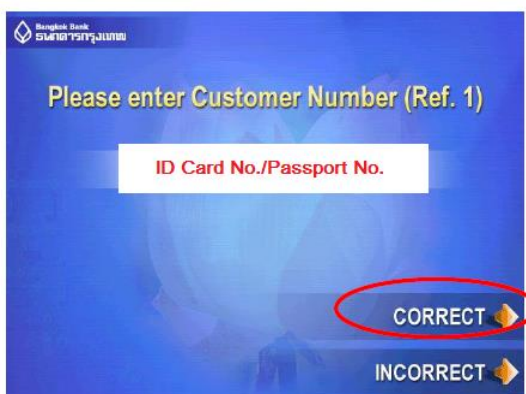 Bangkok Bank
ธนาคารกรุงเทพ
Please enter Customer Number (Ref. 1)
ID Card No./Passport No.
CORRECT
INCORRECT